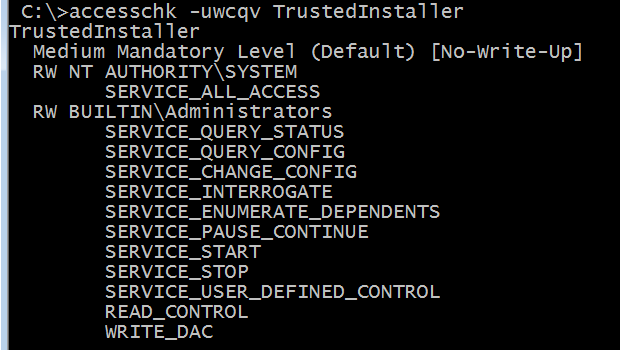 C:\>accesschk -uwcqv TrustedInstaller
TrustedInstaller
Medium Mandatory Level (Default) [No-Write-Up]
RW NT AUTHORITY\SYSTEM
SERVICE_ALL_ACCESS
RW BUILTIN\Administrators
SERVICE_QUERY_STATUS
SERVICE_QUERY_CONFIG
SERVICE_CHANGE_CONFIG
SERVICE_INTERROGATE
SERVICE_ENUMERATE_DEPENDENTS
SERVICE_PAUSE_CONTINUE
SERVICE_START
SERVICE_STOP
SERVICE_USER_DEFINED_CONTROL
READ_CONTROL
WRITE_DAC